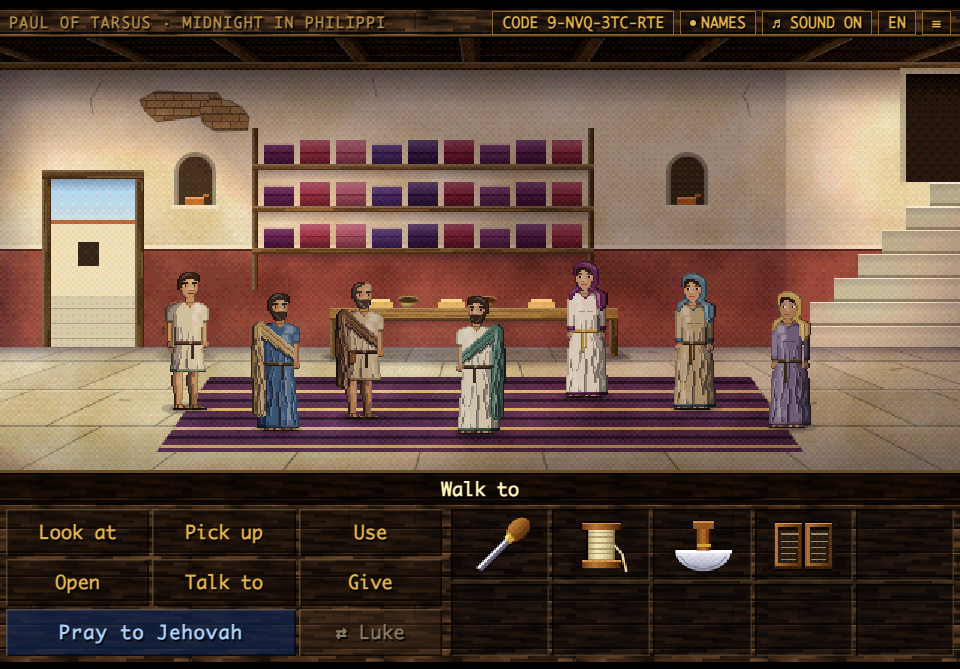 PAUL OF TARSUS · MIDNIGHT IN PHILIPPI
CODE 9-NVQ-3TC-RTE
• NAMES
♬ SOUND ON
EN
≡
Walk to
Look at
Pick up
Use
Open
Talk to
Give
Pray to Jehovah
⇄ Luke